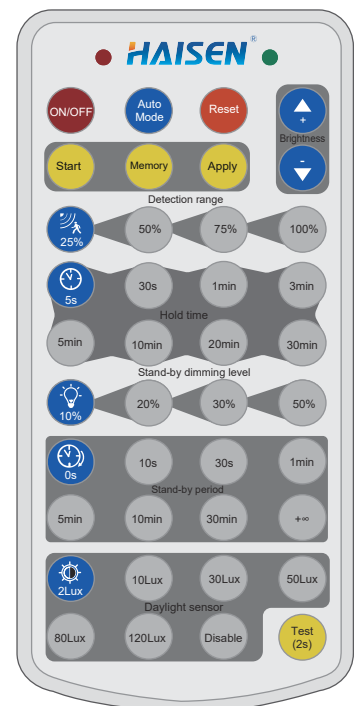 HAISEN®
ON/OFF
Auto
Mode
Reset
+
Brightness
-
Start Memory Apply
Detection range
25% 50% 75% 100%
5s 30s 1min 3min
Hold time
5min 10min 20min 30min
Stand-by dimming level
10% 20% 30% 50%
0s 10s 30s 1min
Stand-by period
5min 10min 30min +∞
2Lux 10Lux 30Lux 50Lux
Daylight sensor
80Lux 120Lux Disable
Test
(2s)